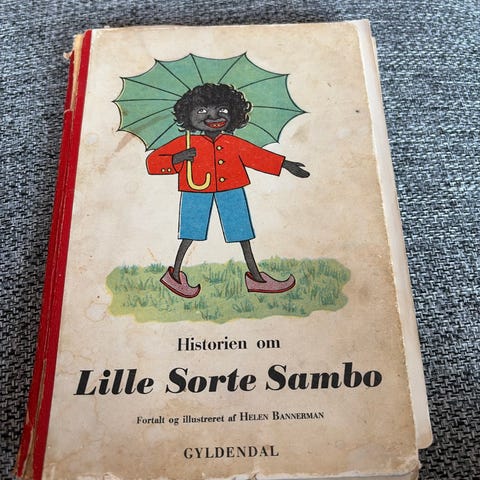 Historien om
Lille Sorte Sambo
Fortalt og illustreret af HELEN BANNERMAN
GYLDENDAL